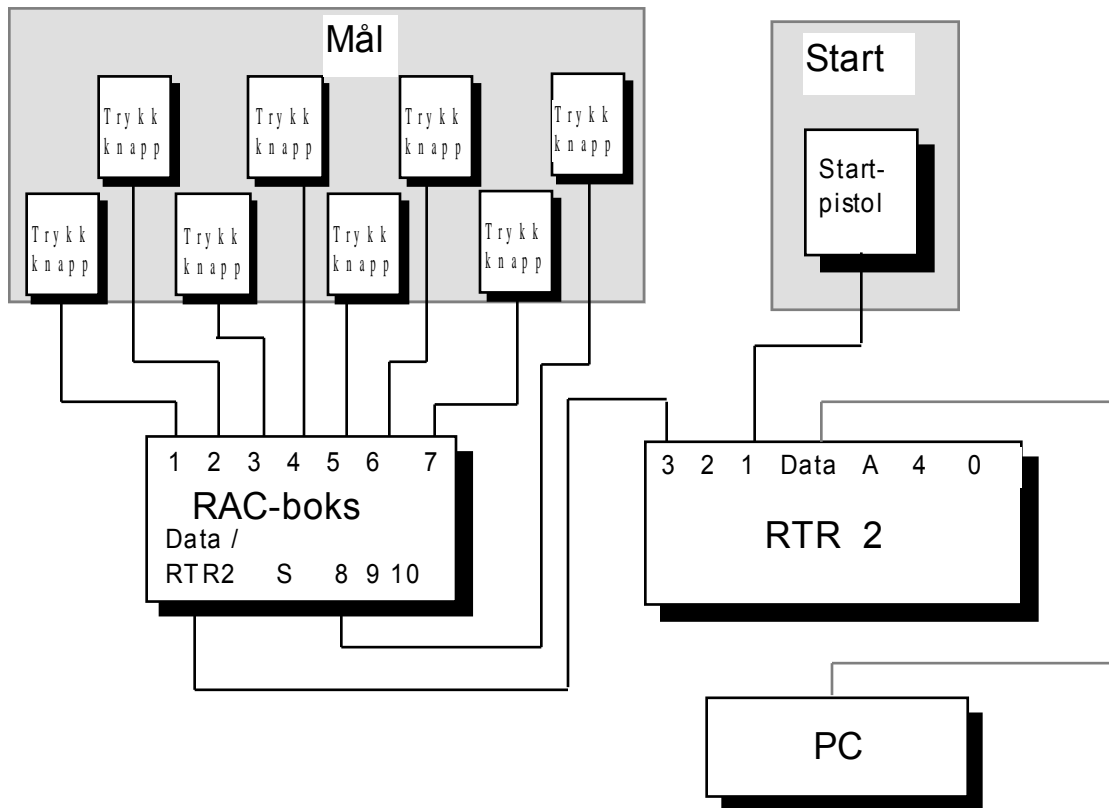 Mål
Start
Trykk
knapp
Trykk
knapp
Trykk
knapp
Trykk
knapp
Start-
pistol
Trykk
knapp
Trykk
knapp
Trykk
knapp
Trykk
knapp
1 2 3 4 5 6 7
RAC-boks
Data /
RTR2 S 8 9 10
3 2 1 Data A 4 0
RTR 2
PC